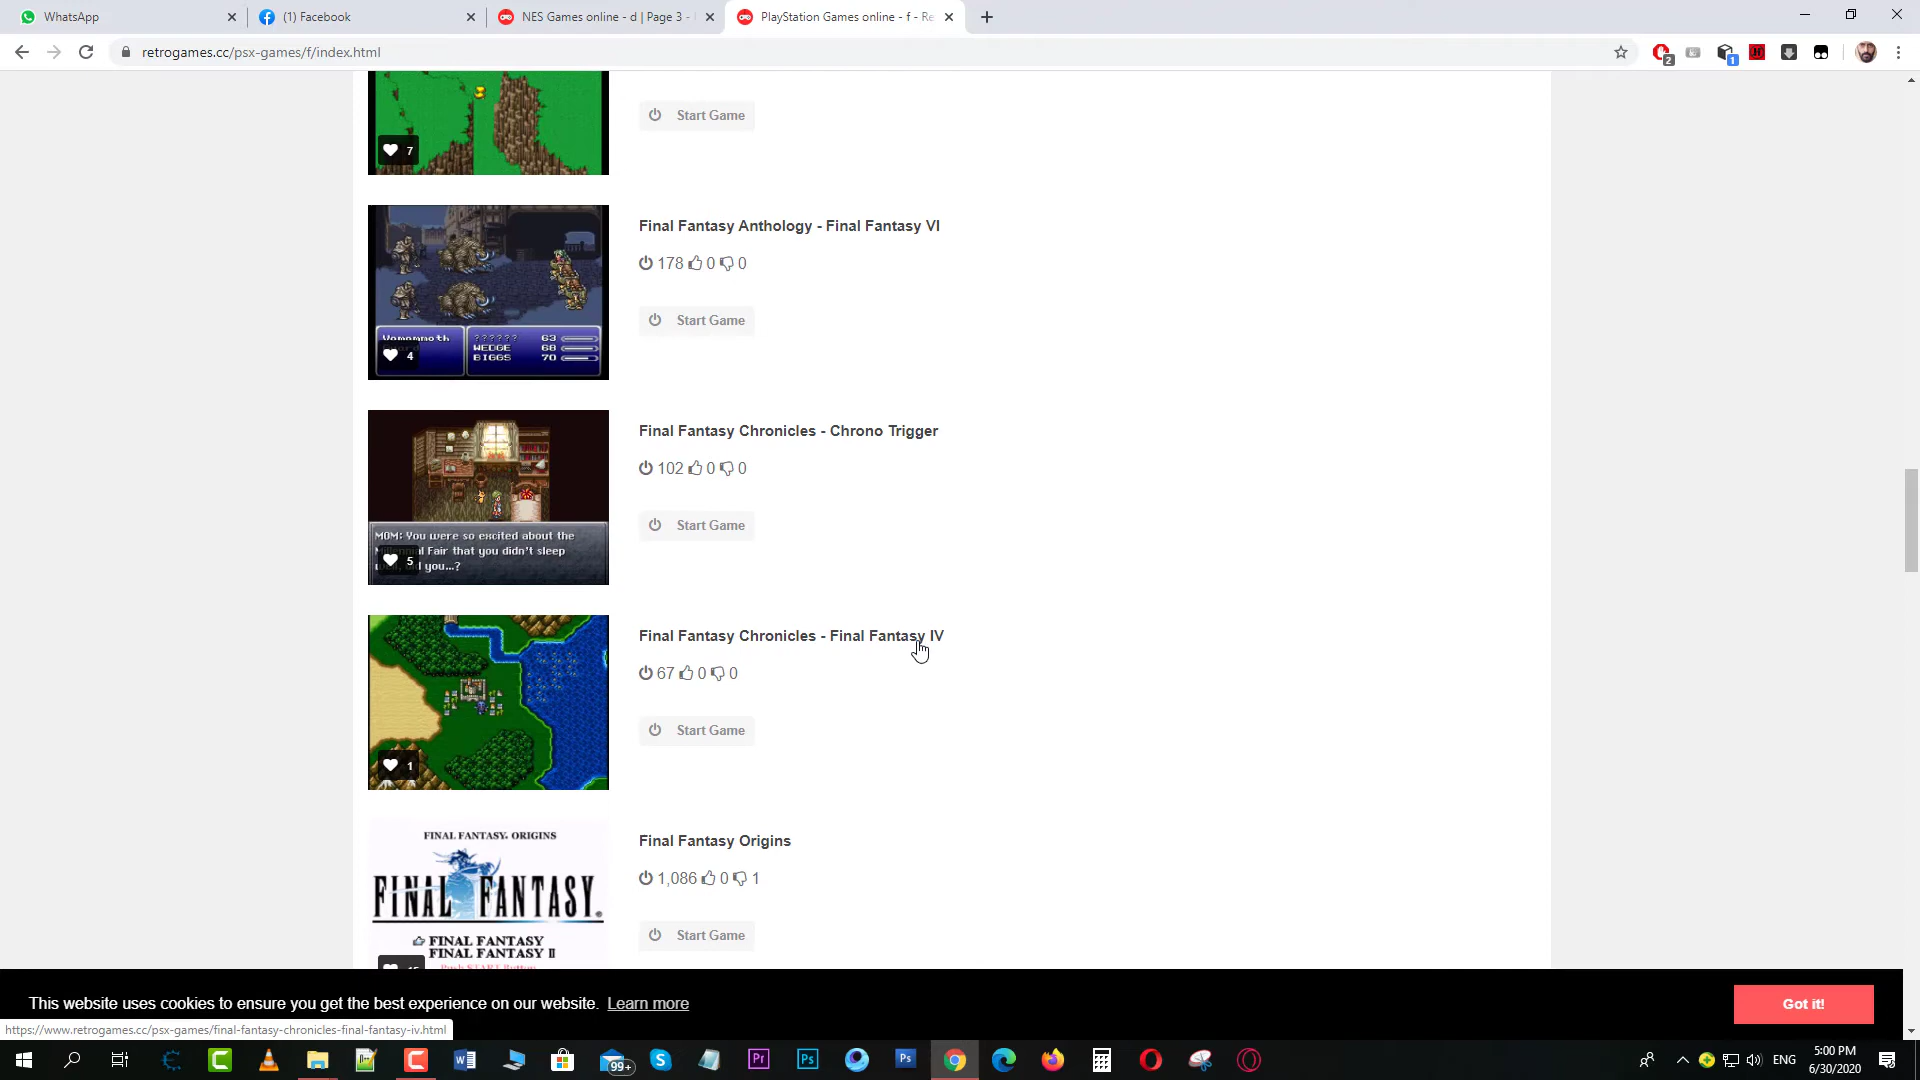 WhatsApp
(1) Facebook
NES Games online - d | Page 3 -
PlayStation Games online - f - Re
retrogames.cc/psx-games/f/index.html
2
1
Start Game
7
Final Fantasy Anthology - Final Fantasy VI
178 0 0
Start Game
Vomammoth
?????? 63
WEDGE 68
BIGGS 70
4
Final Fantasy Chronicles - Chrono Trigger
102 0 0
Start Game
MOM: You were so excited about the
Fair that you didn't sleep
you...?
5
Final Fantasy Chronicles - Final Fantasy IV
67 0 0
Start Game
1
Final Fantasy Origins
1,086 0 1
Start Game
FINAL FANTASY ORIGINS
FINAL FANTASY
FINAL FANTASY
FINAL FANTASY II
This website uses cookies to ensure you get the best experience on our website. Learn more
Got it!
https://www.retrogames.cc/psx-games/final-fantasy-chronicles-final-fantasy-iv.html
99+
ENG
5:00 PM
6/30/2020